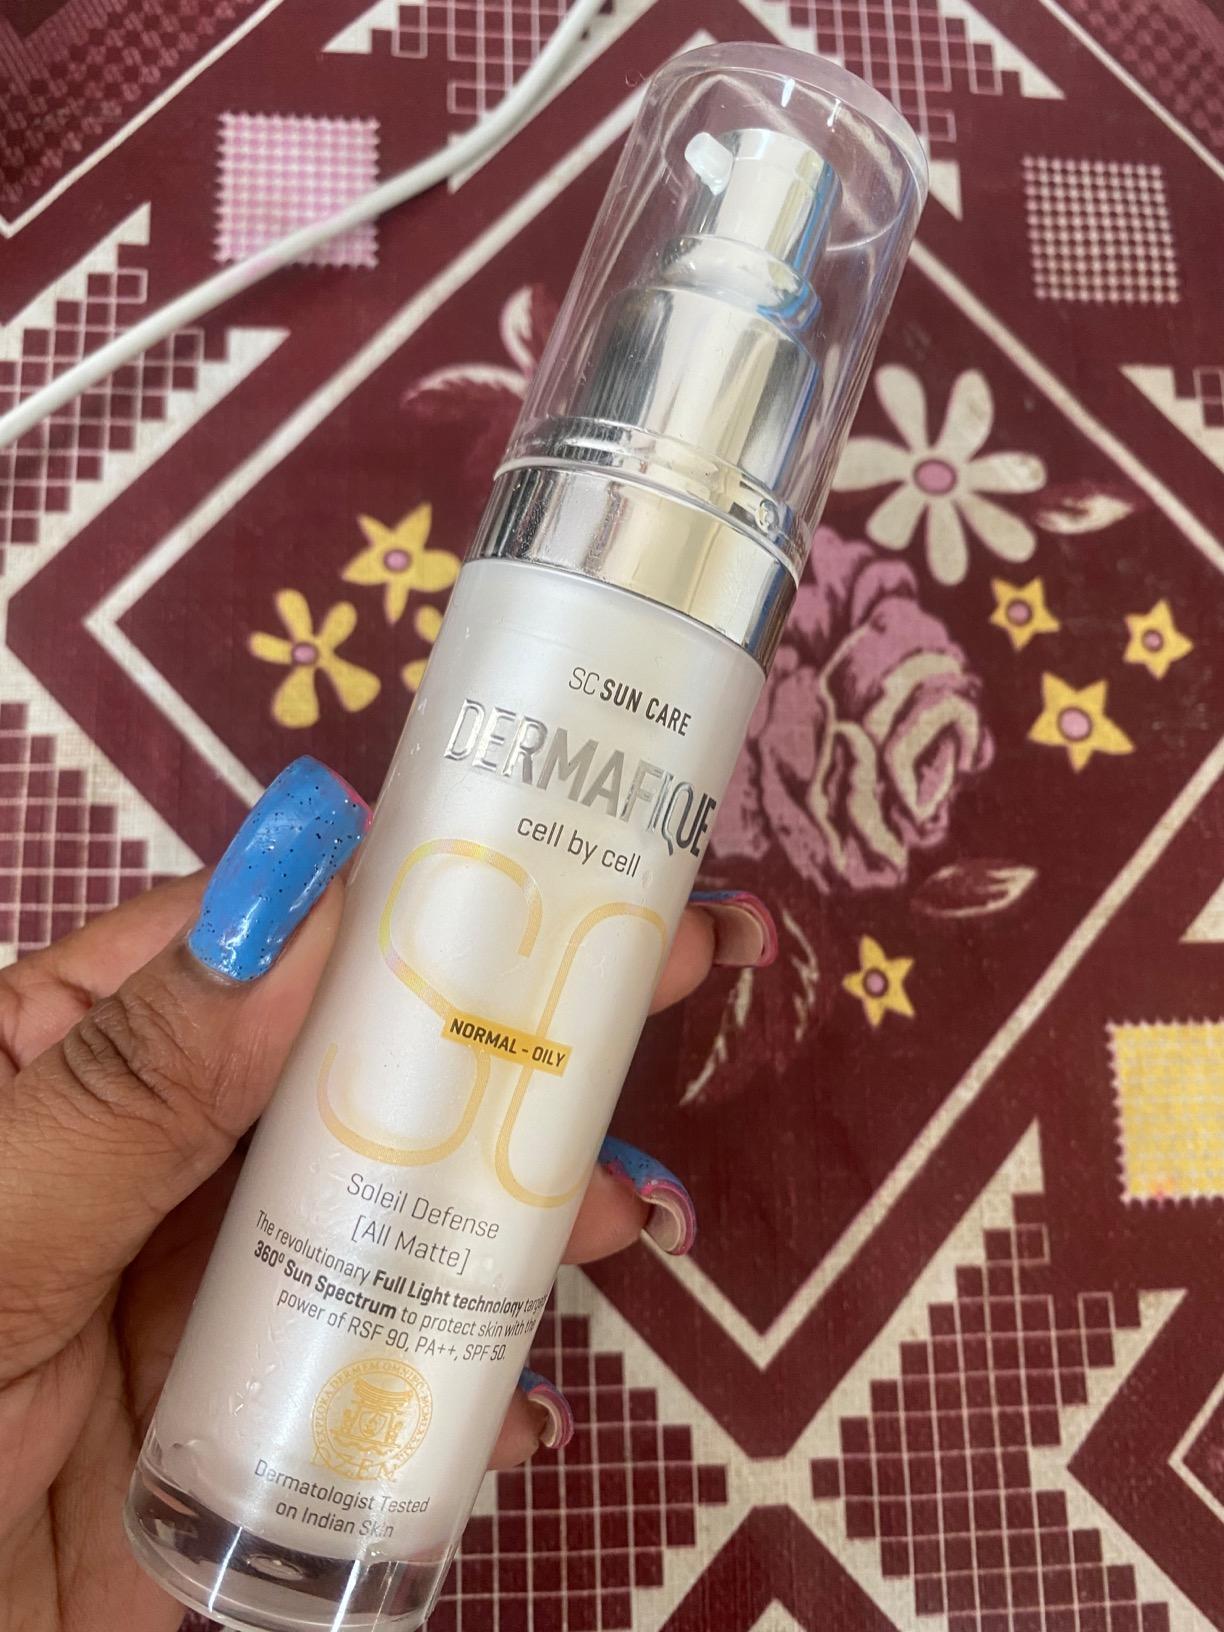 SC SUN CARE
DERMAFIQUE
cell by cell
SC
NORMAL - OILY
Soleil Defense
[All Matte]
The revolutionary Full Light technology
360° Sun Spectrum to protect skin with the
power of RSF 90, PA++, SPF 50.
Z.E.M.
Dermatologist Tested
on Indian Skin